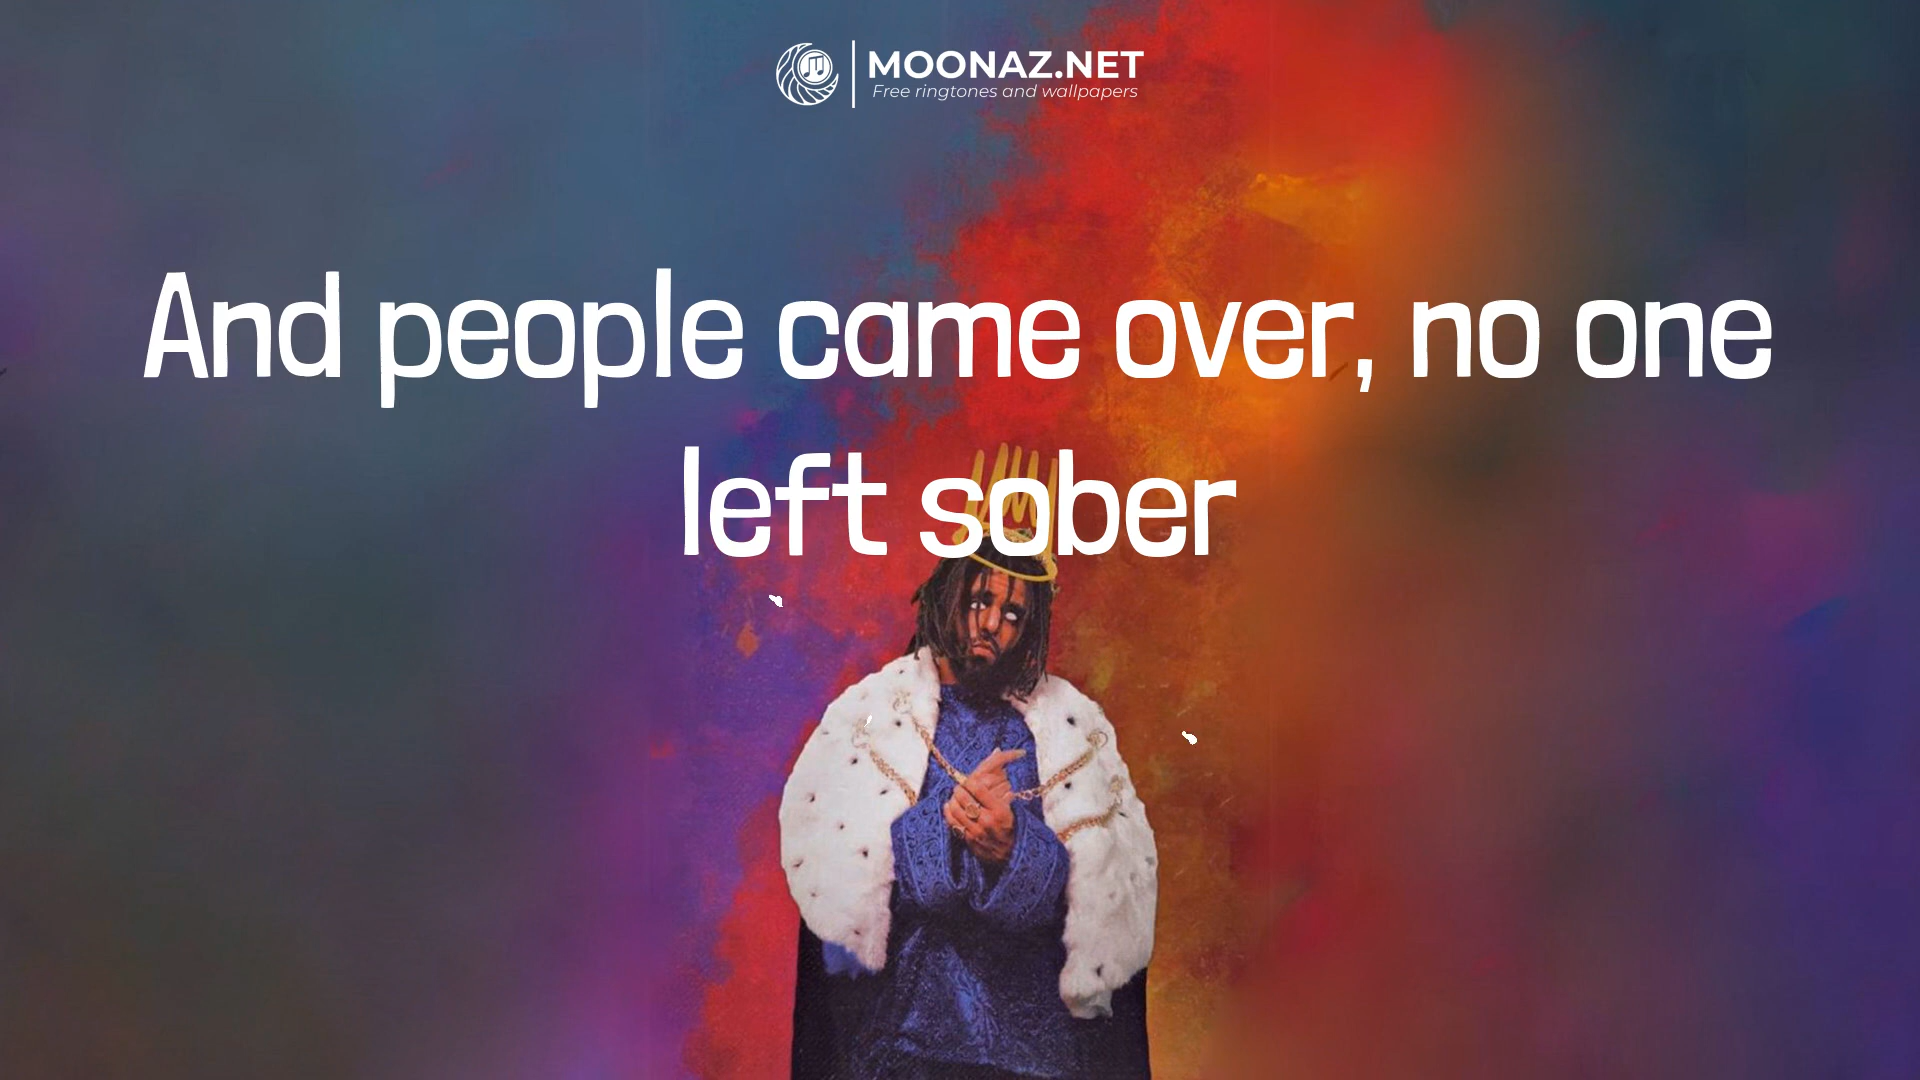 MOONAZ.NET
Free ringtones and wallpapers
And people came over, no one
left sober